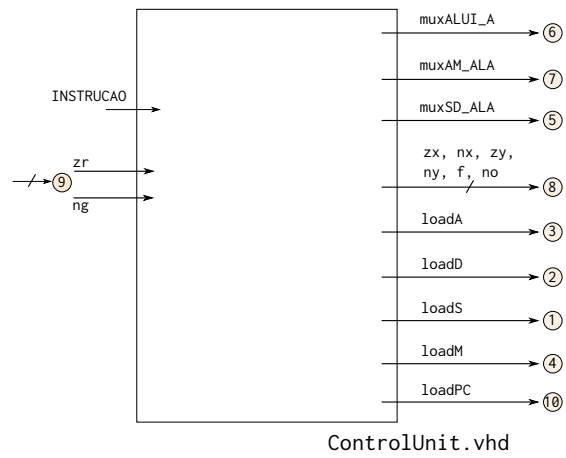 muxALUI_A
6
muxAM_ALA
7
INSTRUCAO
muxSD_ALA
5
zx, nx, zy,
ny, f, no
8
zr
9
ng
loadA
3
loadD
2
loadS
1
loadM
4
loadPC
10
ControlUnit.vhd